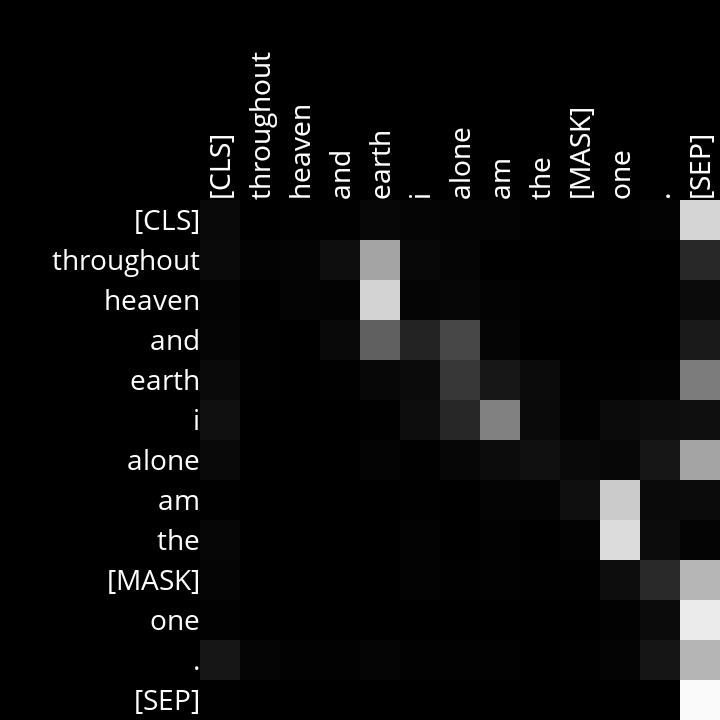 [CLS]
throughout
heaven
and
earth
i
alone
am
the
[MASK]
one
.
[SEP]
[CLS]
throughout
heaven
and
earth
i
alone
am
the
[MASK]
one
.
[SEP]